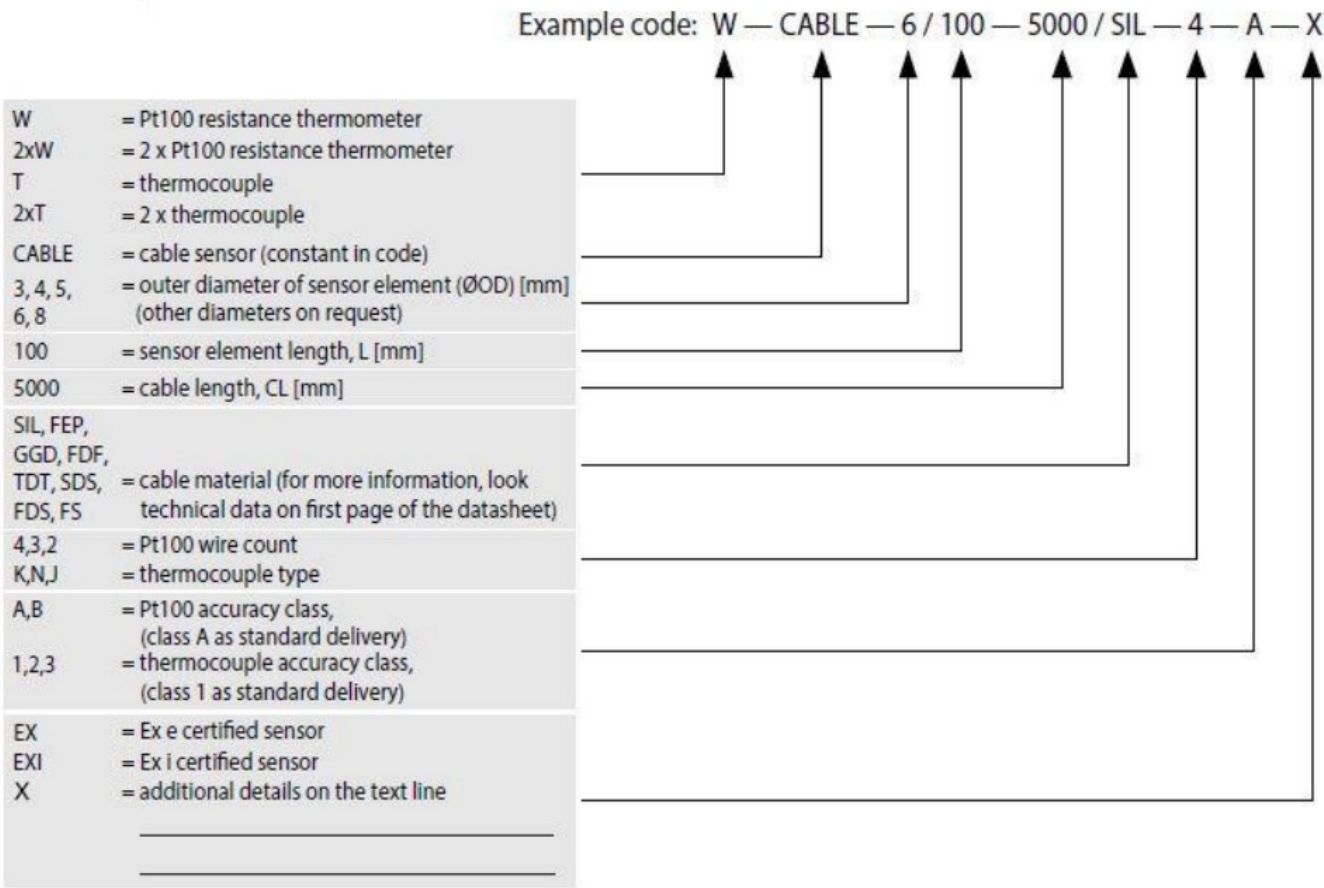 Example code: W — CABLE — 6 / 100 — 5000 / SIL — 4 — A — X
W = Pt100 resistance thermometer
2xW = 2 x Pt100 resistance thermometer
T = thermocouple
2xT = 2 x thermocouple
CABLE = cable sensor (constant in code)
3, 4, 5, = outer diameter of sensor element (ØOD) [mm]
6, 8 (other diameters on request)
100 = sensor element length, L [mm]
5000 = cable length, CL [mm]
SIL, FEP,
GGD, FDF,
TDT, SDS, = cable material (for more information, look
FDS, FS technical data on first page of the datasheet)
4,3,2 = Pt100 wire count
K,N,J = thermocouple type
A,B = Pt100 accuracy class,
(class A as standard delivery)
1,2,3 = thermocouple accuracy class,
(class 1 as standard delivery)
EX = Ex e certified sensor
EXI = Ex i certified sensor
X = additional details on the text line